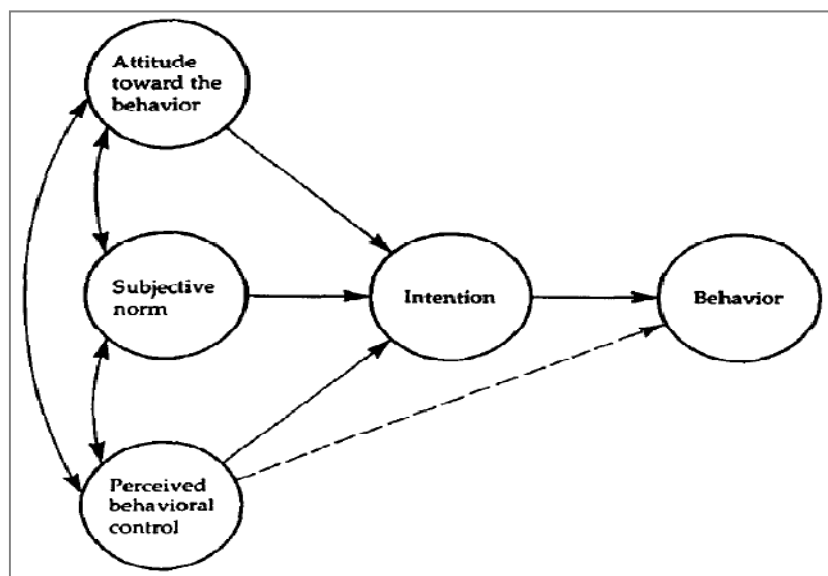 Attitude
toward the
behavior
Subjective
norm
Intention
Behavior
Perceived
behavioral
control